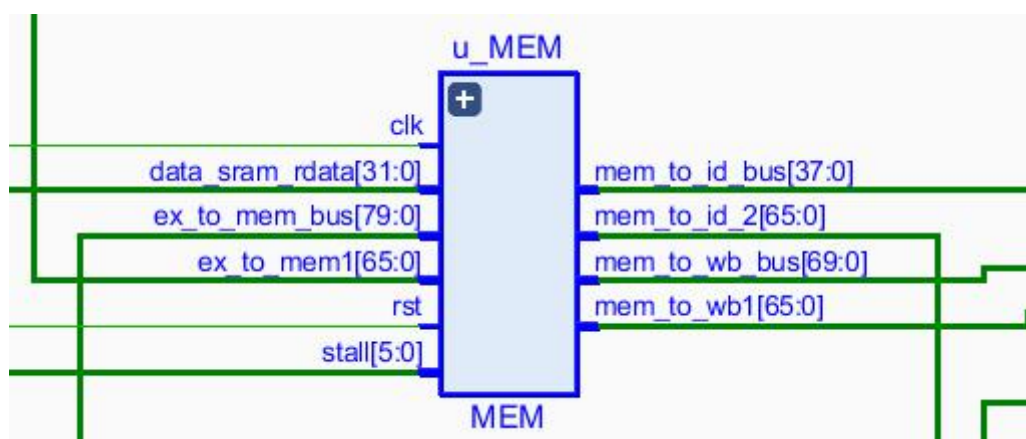 u_MEM
clk
data_sram_rdata[31:0]
ex_to_mem_bus[79:0]
ex_to_mem1[65:0]
rst
stall[5:0]
mem_to_id_bus[37:0]
mem_to_id_2[65:0]
mem_to_wb_bus[69:0]
mem_to_wb1[65:0]
MEM